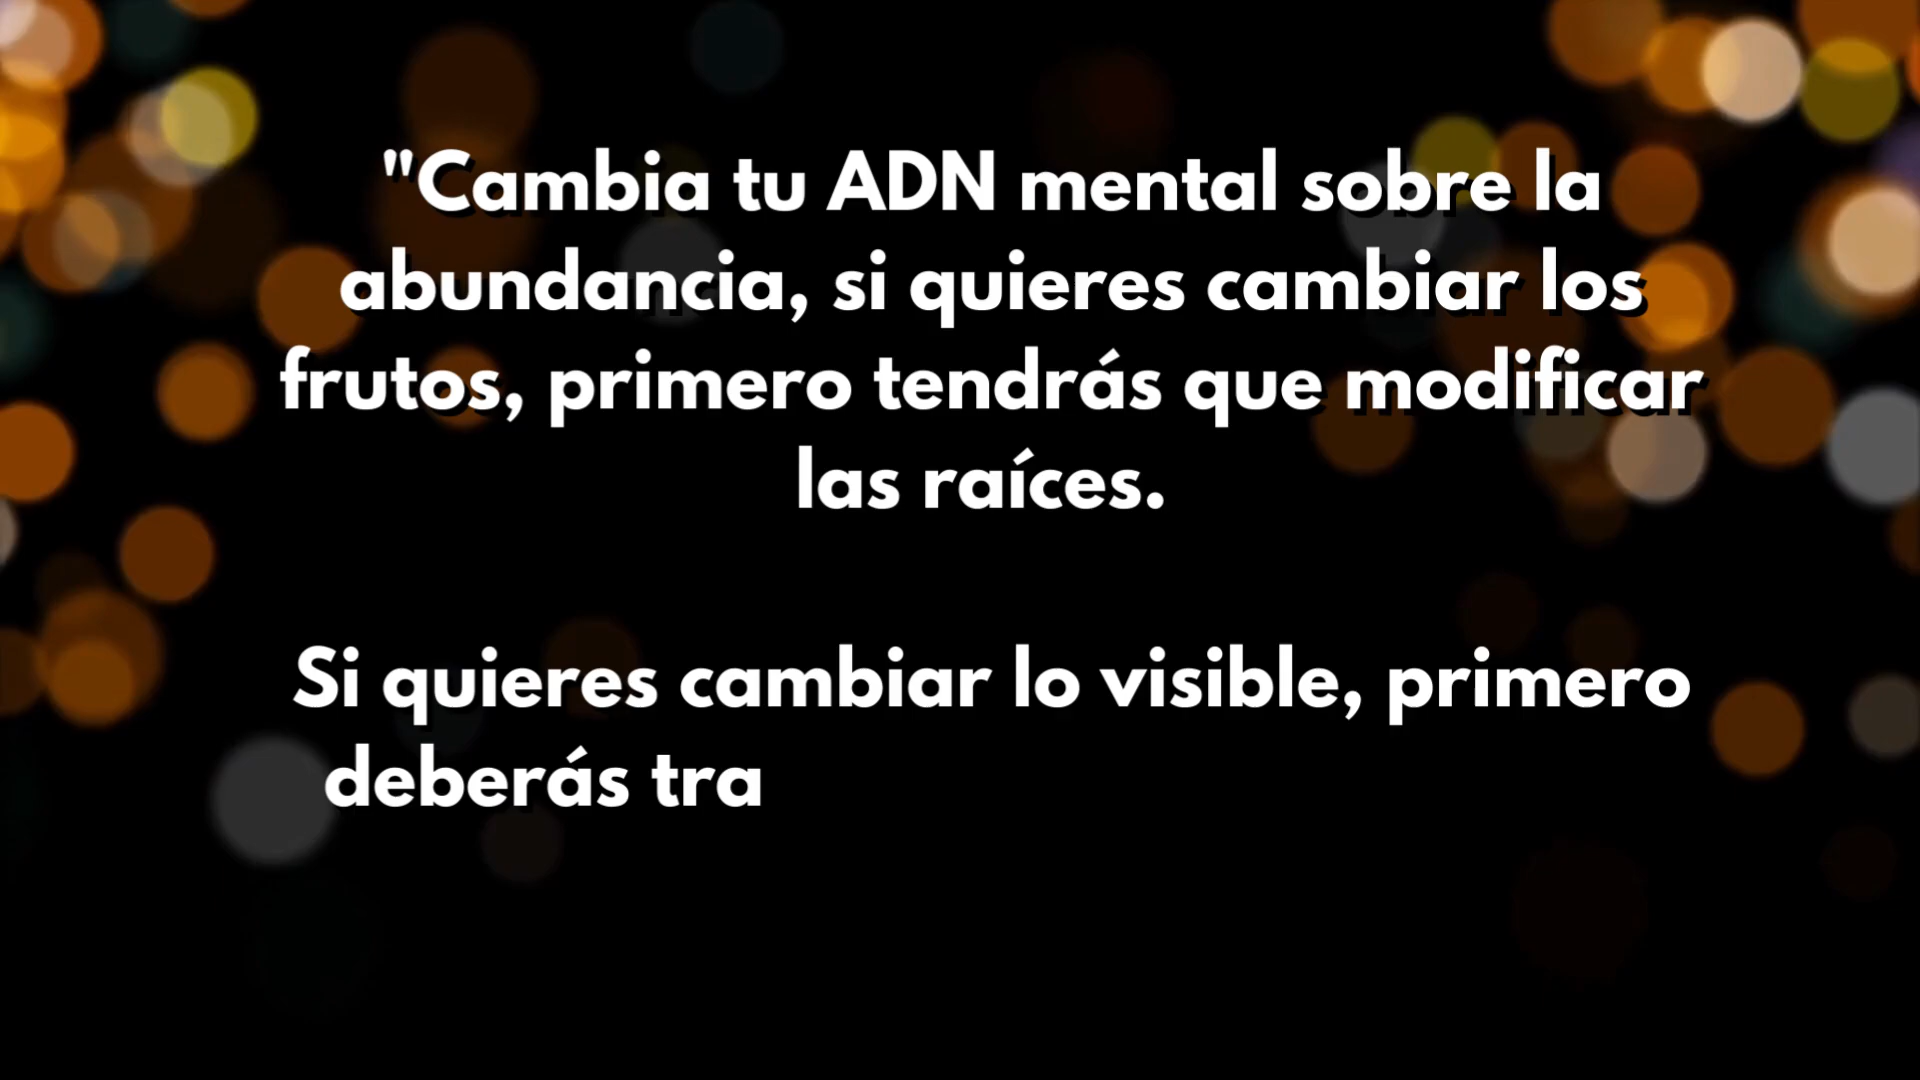 "Cambia tu ADN mental sobre la
abundancia, si quieres cambiar los
frutos, primero tendrás que modificar
las raíces.
Si quieres cambiar lo visible, primero
deberás tra